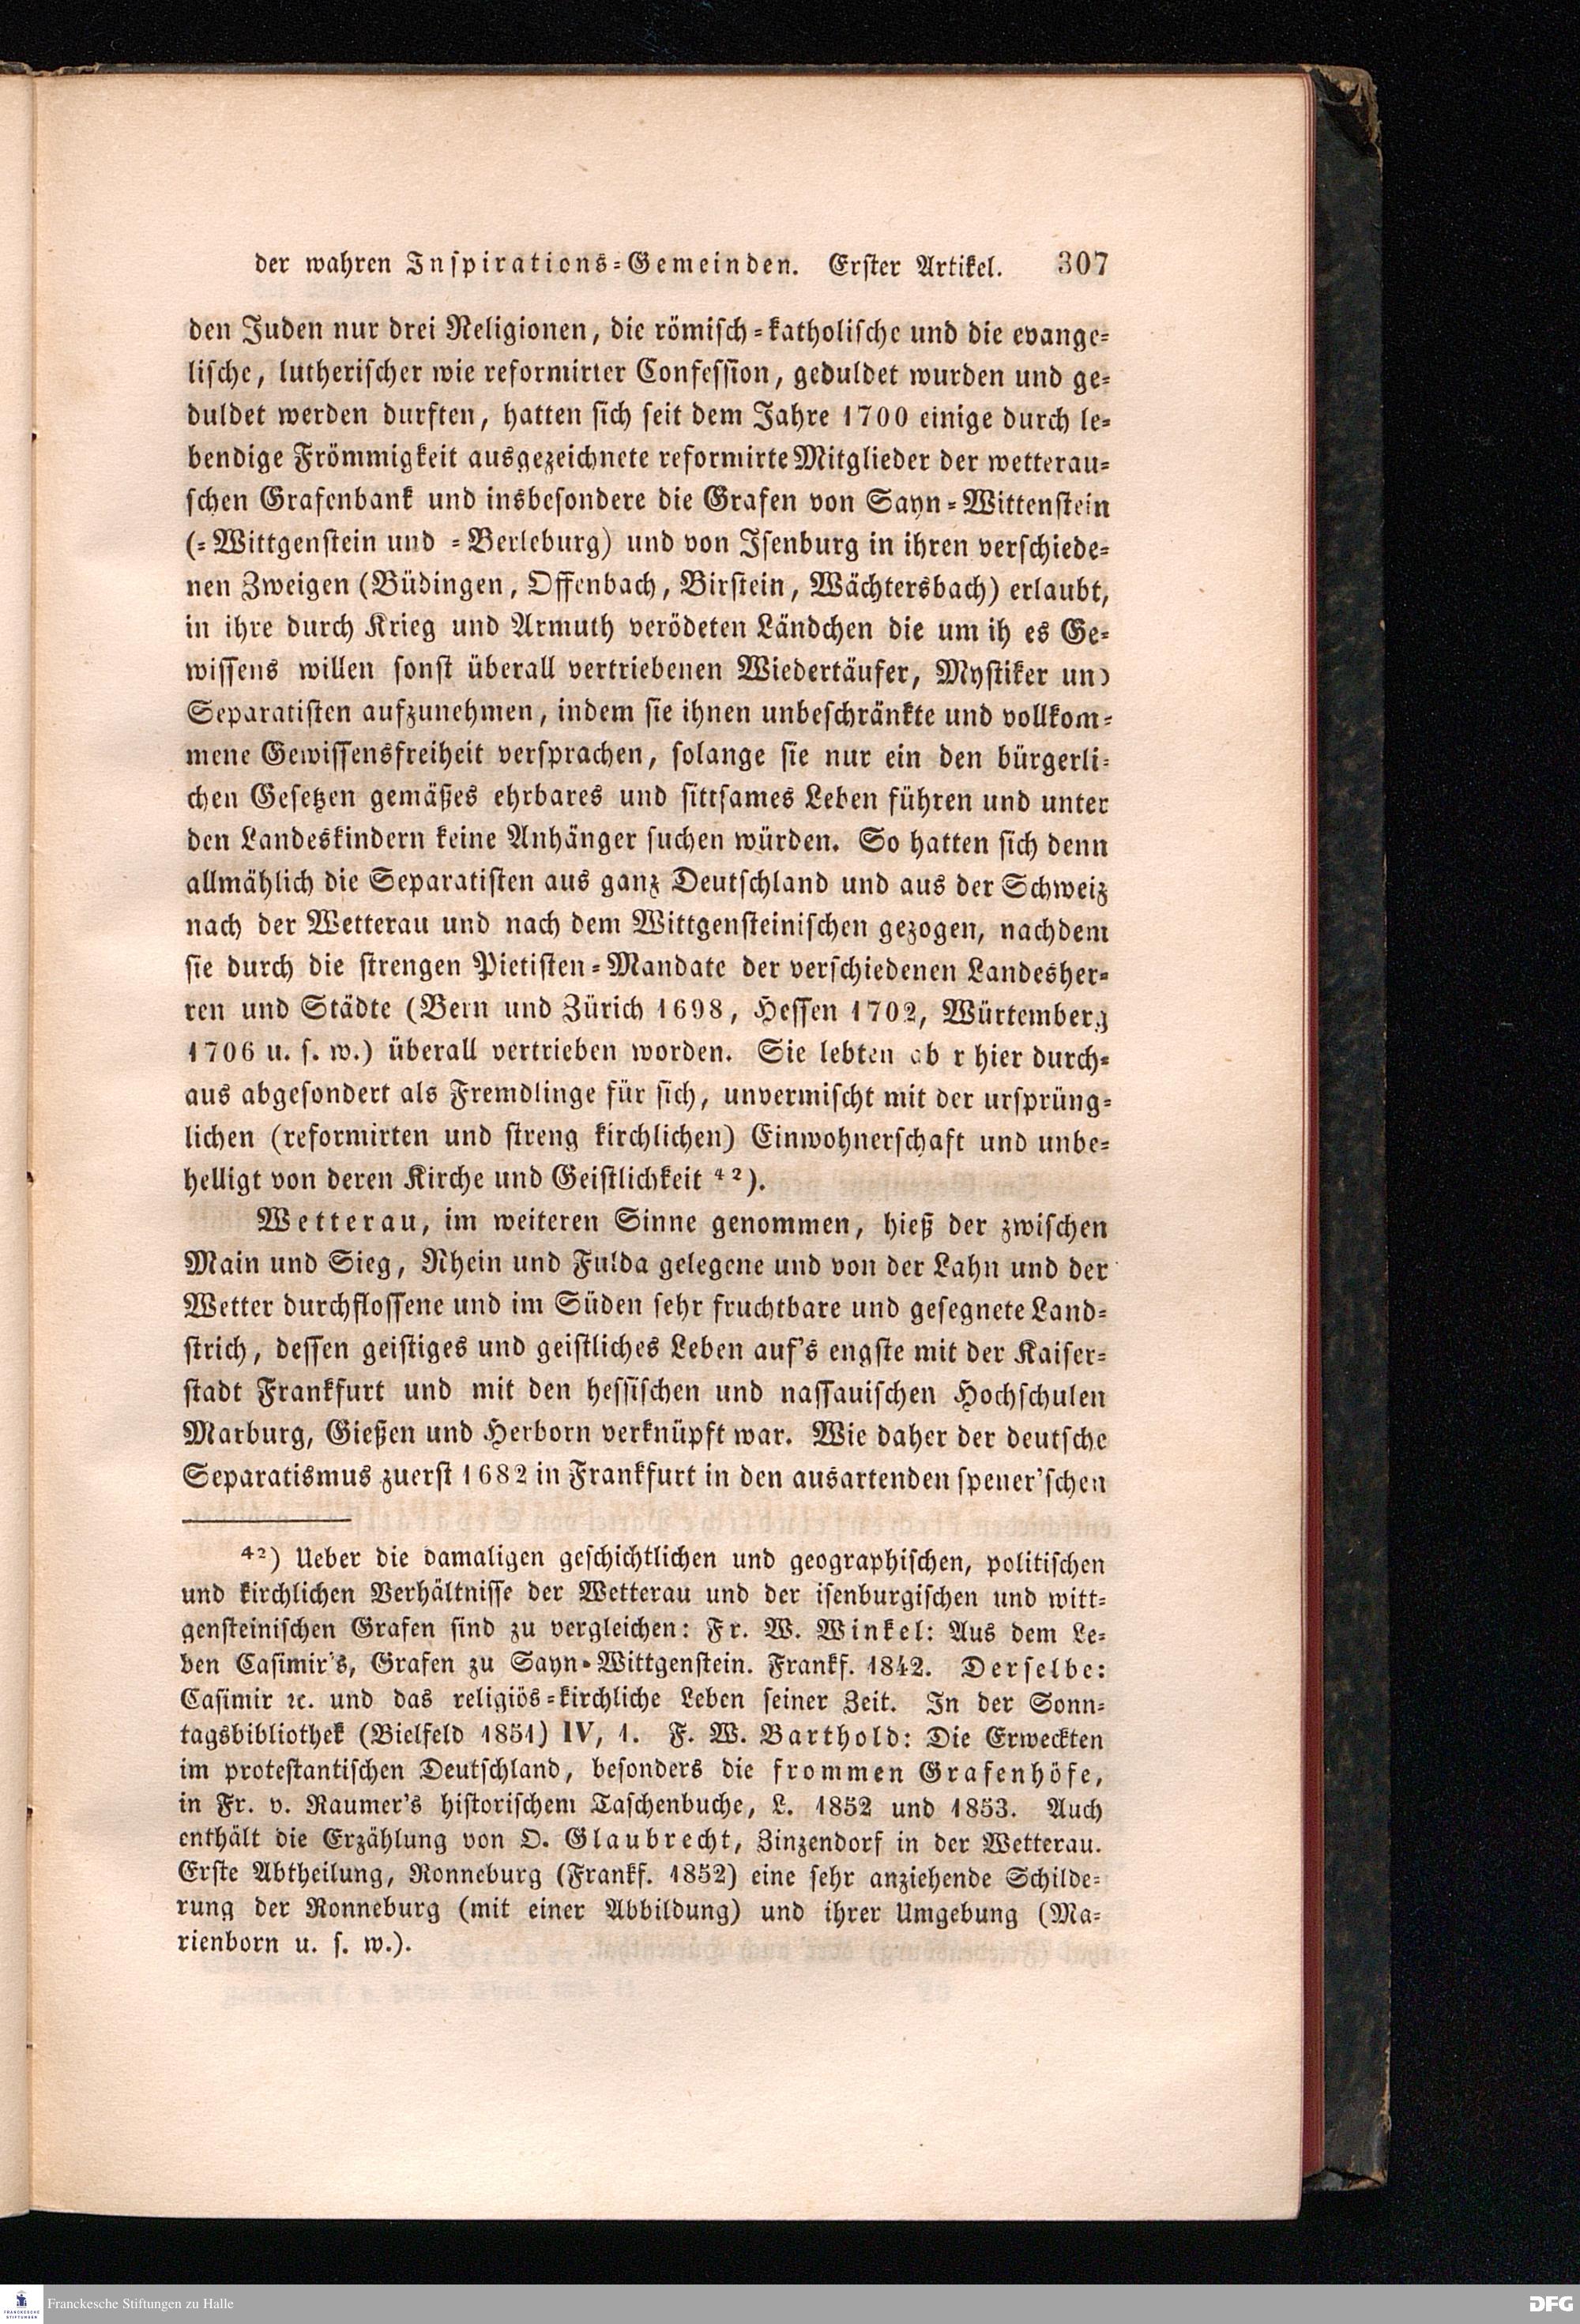 der wahren Inspirations-Gemeinden. Erster Artikel. 307
den Juden nur drei Religionen, die römisch-katholische und die evange-
lische, lutherischer wie reformirter Confession, geduldet wurden und ge-
duldet werden durften, hatten sich seit dem Jahre 1700 einige durch le-
bendige Frömmigkeit ausgezeichnete reformirte Mitglieder der wetterau-
schen Grafenbank und insbesondere die Grafen von Sayn-Wittenstein
(-Wittgenstein und -Berleburg) und von Isenburg in ihren verschiede-
nen Zweigen (Büdingen, Offenbach, Birstein, Wächtersbach) erlaubt,
in ihre durch Krieg und Armuth verödeten Ländchen die um ih es Ge-
wissens willen sonst überall vertriebenen Wiedertäufer, Mystiker und
Separatisten aufzunehmen, indem sie ihnen unbeschränkte und vollkom-
mene Gewissensfreiheit versprachen, solange sie nur ein den bürgerli-
chen Gesetzen gemäßes ehrbares und sittsames Leben führen und unter
den Landeskindern keine Anhänger suchen würden. So hatten sich denn
allmählich die Separatisten aus ganz Deutschland und aus der Schweiz
nach der Wetterau und nach dem Wittgensteinischen gezogen, nachdem
sie durch die strengen Pietisten-Mandate der verschiedenen Landesher-
ren und Städte (Bern und Zürich 1698, Hessen 1702, Würtemberg
1706 u. s. w.) überall vertrieben worden. Sie lebten ab r hier durch-
aus abgesondert als Fremdlinge für sich, unvermischt mit der ursprüng-
lichen (reformirten und streng kirchlichen) Einwohnerschaft und unbe-
helligt von deren Kirche und Geistlichkeit 42).
Wetterau, im weiteren Sinne genommen, hieß der zwischen
Main und Sieg, Rhein und Fulda gelegene und von der Lahn und der
Wetter durchflossene und im Süden sehr fruchtbare und gesegnete Land-
strich, dessen geistiges und geistliches Leben auf's engste mit der Kaiser-
stadt Frankfurt und mit den hessischen und nassauischen Hochschulen
Marburg, Gießen und Herborn verknüpft war. Wie daher der deutsche
Separatismus zuerst 1682 in Frankfurt in den ausartenden spener'schen
42) Ueber die damaligen geschichtlichen und geographischen, politischen
und kirchlichen Verhältnisse der Wetterau und der isenburgischen und witt-
gensteinischen Grafen sind zu vergleichen: Fr. W. Winkel: Aus dem Le-
ben Casimir's, Grafen zu Sayn-Wittgenstein. Frankf. 1842. Derselbe:
Casimir ꝛc. und das religiös-kirchliche Leben seiner Zeit. In der Sonn-
tagsbibliothek (Bielfeld 1851) IV, 1. F. W. Barthold: Die Erweckten
im protestantischen Deutschland, besonders die frommen Grafenhöfe,
in Fr. v. Raumer's historischem Taschenbuche, L. 1852 und 1853. Auch
enthält die Erzählung von O. Glaubrecht, Zinzendorf in der Wetterau.
Erste Abtheilung, Ronneburg (Frankf. 1852) eine sehr anziehende Schilde-
rung der Ronneburg (mit einer Abbildung) und ihrer Umgebung (Ma-
rienborn u. s. w.).
FRANCKESCHE
STIFTUNGEN
Franckesche Stiftungen zu Halle
DFG